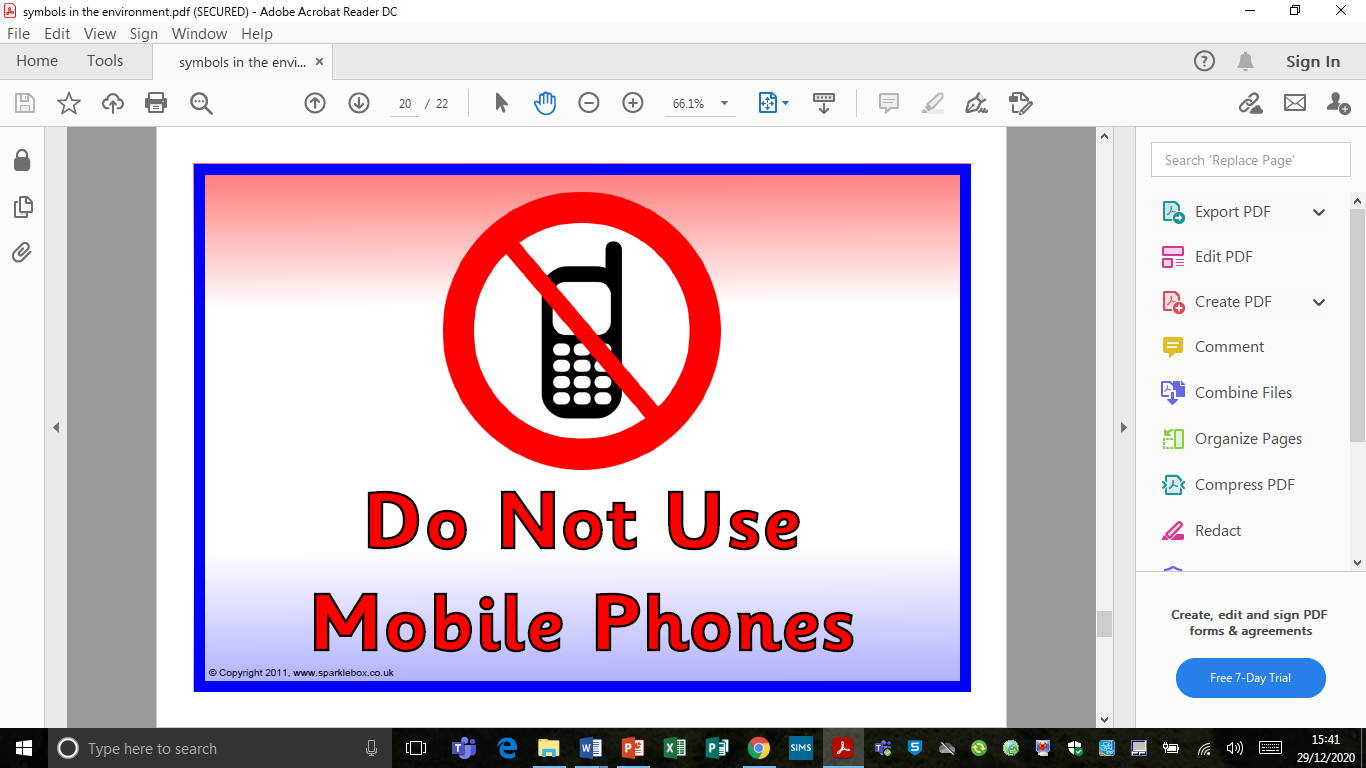 symbols in the environment.pdf (SECURED) - Adobe Acrobat Reader DC
File Edit View Sign Window Help
Home Tools symbols in the envi... × Sign In
20 / 22 66.1%
Search 'Replace Page'
Export PDF
Edit PDF
Create PDF
Comment
Combine Files
Organize Pages
Compress PDF
Redact
Do Not Use
Mobile Phones
© Copyright 2011, www.sparklebox.co.uk
Create, edit and sign PDF
forms & agreements
Free 7-Day Trial
Type here to search
SIMS
15:41
29/12/2020